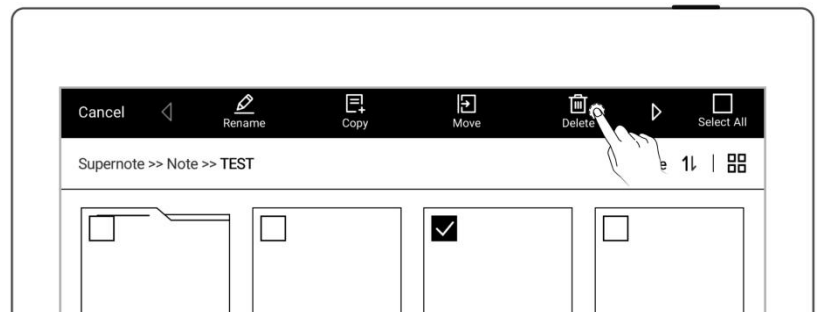 Cancel
Rename
Copy
Move
Delete
Select All
Supernote >> Note >> TEST